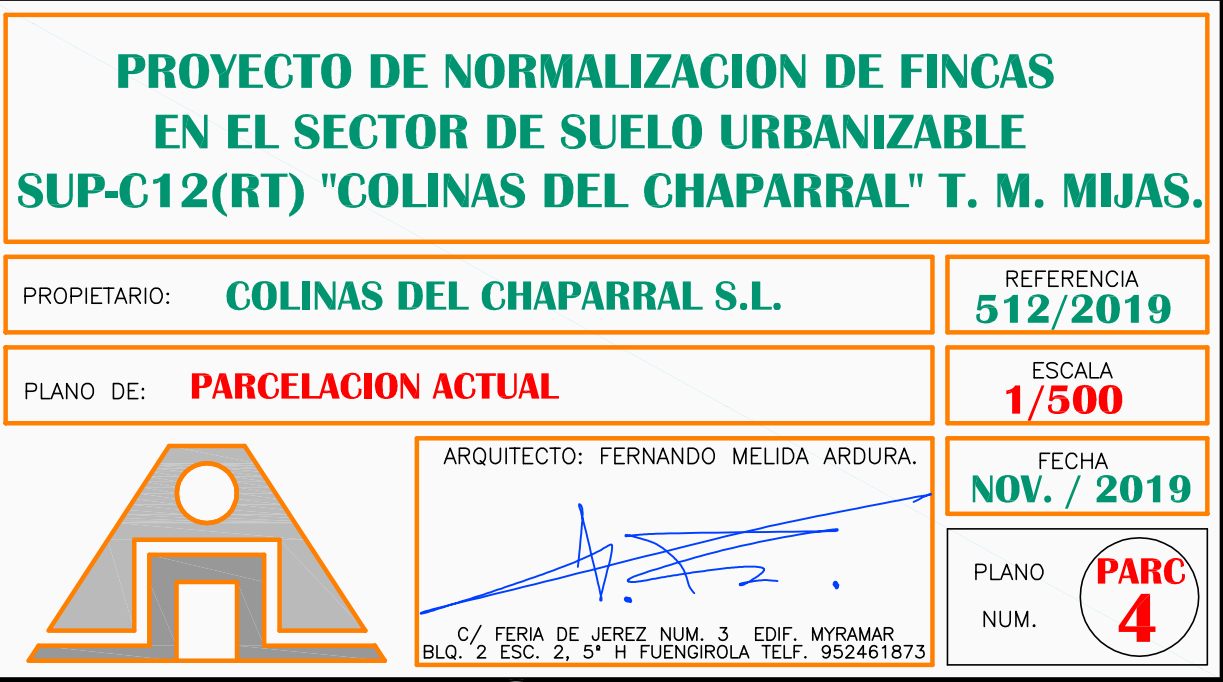 PROYECTO DE NORMALIZACION DE FINCAS
EN EL SECTOR DE SUELO URBANIZABLE
SUP-C12(RT) "COLINAS DEL CHAPARRAL" T. M. MIJAS.
PROPIETARIO: COLINAS DEL CHAPARRAL S.L.
REFERENCIA
512/2019
PLANO DE: PARCELACION ACTUAL
ESCALA
1/500
ARQUITECTO: FERNANDO MELIDA ARDURA.
C/ FERIA DE JEREZ NUM. 3 EDIF. MYRAMAR
BLQ. 2 ESC. 2, 5ª H FUENGIROLA TELF. 952461873
FECHA
NOV. / 2019
PLANO
NUM.
PARC
4